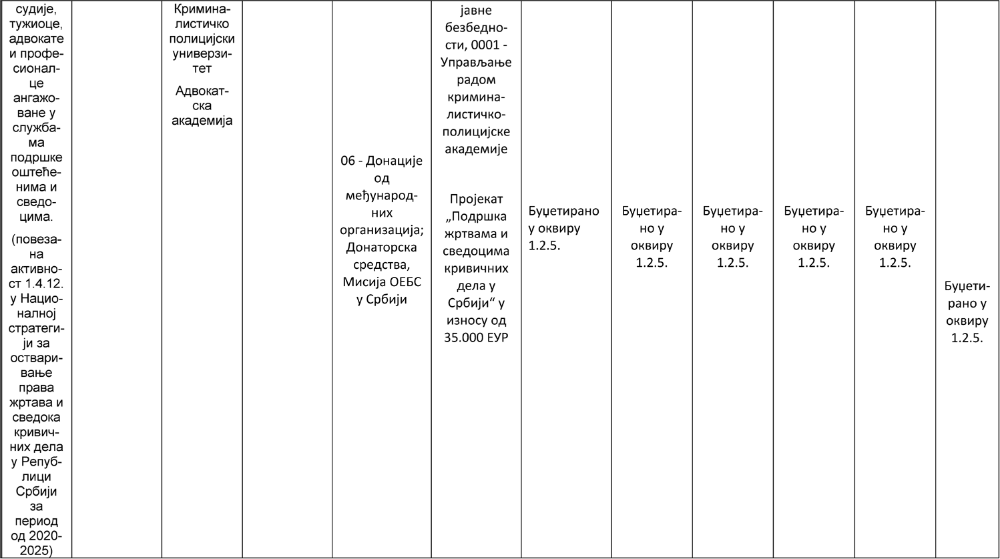 судије,
тужиоце,
адвокате
и профе-
сионал-
це
ангажо-
ване у
служба-
ма
подршке
оштеће-
нима и
сведо-
цима.
(повеза-
на
активно-
ст 1.4.12.
у Нацио-
налној
стратеги-
ји за
оствари-
вање
права
жртава и
сведока
кривич-
них дела
у Репуб-
лици
Србији
за
период
од 2020-
2025)
Кримина-
листичко
полицијски
универзи-
тет
Адвокат-
ска
академија
06 - Донације
од
међународ-
них
организација;
Донаторска
средства,
Мисија ОЕБС
у Србији
јавне
безбедно-
сти, 0001 -
Управљање
радом
кримина-
листичко-
полицијске
академије
Пројекат
„Подршка
жртвама и
сведоцима
кривичних
дела у
Србији“ у
износу од
35.000 ЕУР
Буџетирано
у оквиру
1.2.5.
Буџетира-
но у
оквиру
1.2.5.
Буџетира-
но у
оквиру
1.2.5.
Буџетира-
но у
оквиру
1.2.5.
Буџетира-
но у
оквиру
1.2.5.
Буџети-
рано у
оквиру
1.2.5.